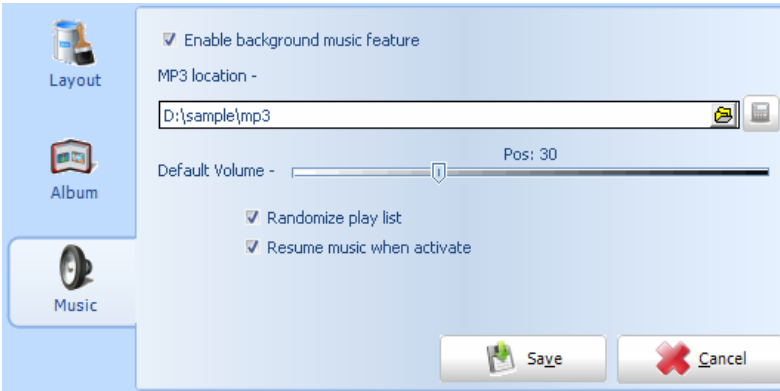 Layout
Album
Music
Enable background music feature
MP3 location -
D:\sample\mp3
Default Volume -
Pos: 30
Randomize play list
Resume music when activate
Save
Cancel